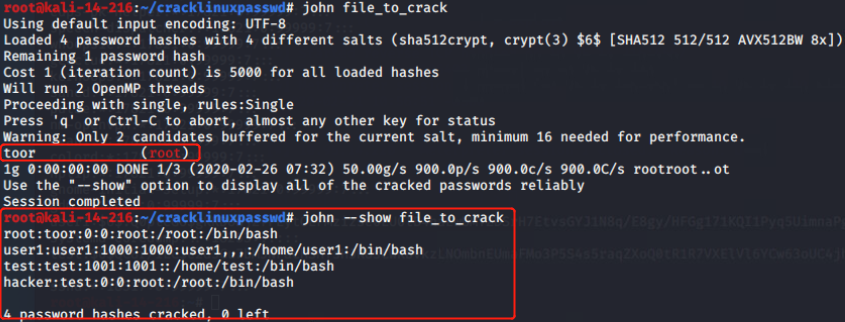 root@kali-14-216:~/cracklinuxpasswd# john file_to_crack
Using default input encoding: UTF-8
Loaded 4 password hashes with 4 different salts (sha512crypt, crypt(3) $6$ [SHA512 512/512 AVX512BW 8x])
Remaining 1 password hash
Cost 1 (iteration count) is 5000 for all loaded hashes
Will run 2 OpenMP threads
Proceeding with single, rules:Single
Press 'q' or Ctrl-C to abort, almost any other key for status
Warning: Only 2 candidates buffered for the current salt, minimum 16 needed for performance.
toor             (root)
1g 0:00:00:00 DONE 1/3 (2020-02-26 07:32) 50.00g/s 900.0p/s 900.0c/s 900.0C/s rootroot..ot
Use the "--show" option to display all of the cracked passwords reliably
Session completed
root@kali-14-216:~/cracklinuxpasswd# john --show file_to_crack
root:toor:0:0:root:/root:/bin/bash
user1:user1:1000:1000:user1,,,:/home/user1:/bin/bash
test:test:1001:1001::/home/test:/bin/bash
hacker:test:0:0:root:/root:/bin/bash
4 password hashes cracked, 0 left